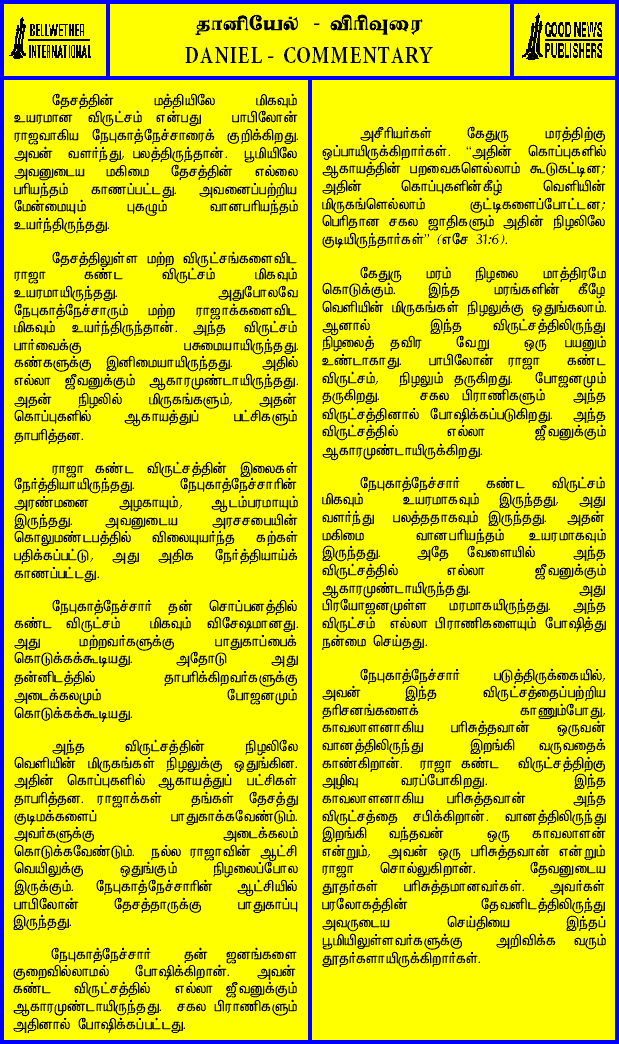 BELLWETHER
INTERNATIONAL
தானியேல் - விரிவுரை
DANIEL - COMMENTARY
GOOD NEWS
PUBLISHERS
தேசத்தின் மத்தியிலே மிகவும்
உயரமான விருட்சம் என்பது பாபிலோன்
ராஜாவாகிய நேபுகாத்நேச்சாரைக் குறிக்கிறது.
அவன் வளர்ந்து, பலத்திருந்தான். பூமியிலே
அவனுடைய மகிமை தேசத்தின் எல்லை
பரியந்தம் காணப்பட்டது. அவனைப்பற்றிய
மேன்மையும் புகழும் வானபரியந்தம்
உயர்ந்திருந்தது.
தேசத்திலுள்ள மற்ற விருட்சங்களைவிட
ராஜா கண்ட விருட்சம் மிகவும்
உயரமாயிருந்தது. அதுபோலவே
நேபுகாத்நேச்சாரும் மற்ற ராஜாக்களைவிட
மிகவும் உயர்ந்திருந்தான். அந்த விருட்சம்
பார்வைக்கு பசுமையாயிருந்தது.
கண்களுக்கு இனிமையாயிருந்தது. அதில்
எல்லா ஜீவனுக்கும் ஆகாரமுண்டாயிருந்தது.
அதன் நிழலில் மிருகங்களும், அதன்
கொப்புகளில் ஆகாயத்துப் பட்சிகளும்
தாபரித்தன.
ராஜா கண்ட விருட்சத்தின் இலைகள்
நேர்த்தியாயிருந்தது. நேபுகாத்நேச்சாரின்
அரண்மனை அழகாயும், ஆடம்பரமாயும்
இருந்தது. அவனுடைய அரசசபையின்
கொலுமண்டபத்தில் விலையுயர்ந்த கற்கள்
பதிக்கப்பட்டு, அது அதிக நேர்த்தியாய்க்
காணப்பட்டது.
நேபுகாத்நேச்சார் தன் சொப்பனத்தில்
கண்ட விருட்சம் மிகவும் விசேஷமானது.
அது மற்றவர்களுக்கு பாதுகாப்பைக்
கொடுக்கக்கூடியது. அதோடு அது
தன்னிடத்தில் தாபரிக்கிறவர்களுக்கு
அடைக்கலமும் போஜனமும்
கொடுக்கக்கூடியது.
அந்த விருட்சத்தின் நிழலிலே
வெளியின் மிருகங்கள் நிழலுக்கு ஒதுங்கின.
அதின் கொப்புகளில் ஆகாயத்துப் பட்சிகள்
தாபரித்தன. ராஜாக்கள் தங்கள் தேசத்து
குடிமக்களைப் பாதுகாக்கவேண்டும்.
அவர்களுக்கு அடைக்கலம்
கொடுக்கவேண்டும். நல்ல ராஜாவின் ஆட்சி
வெயிலுக்கு ஒதுங்கும் நிழலைப்போல
இருக்கும். நேபுகாத்நேச்சாரின் ஆட்சியில்
பாபிலோன் தேசத்தாருக்கு பாதுகாப்பு
இருந்தது.
நேபுகாத்நேச்சார் தன் ஜனங்களை
குறைவில்லாமல் போஷிக்கிறான். அவன்
கண்ட விருட்சத்தில் எல்லா ஜீவனுக்கும்
ஆகாரமுண்டாயிருந்தது. சகல பிராணிகளும்
அதினால் போஷிக்கப்பட்டது.
அசீரியர்கள் கேதுரு மரத்திற்கு
ஒப்பாயிருக்கிறார்கள். "அதின் கொப்புகளில்
ஆகாயத்தின் பறவைகளெல்லாம் கூடுகட்டின;
அதின் கொப்புகளின்கீழ் வெளியின்
மிருகங்களெல்லாம் குட்டிகளைப்போட்டன;
பெரிதான சகல ஜாதிகளும் அதின் நிழலிலே
குடியிருந்தார்கள்" (எசே 31:6).
கேதுரு மரம் நிழலை மாத்திரமே
கொடுக்கும். இந்த மரங்களின் கீழே
வெளியின் மிருகங்கள் நிழலுக்கு ஒதுங்கலாம்.
ஆனால் இந்த விருட்சத்திலிருந்து
நிழலைத் தவிர வேறு ஒரு பயனும்
உண்டாகாது. பாபிலோன் ராஜா கண்ட
விருட்சம், நிழலும் தருகிறது. போஜனமும்
தருகிறது. சகல பிராணிகளும் அந்த
விருட்சத்தினால் போஷிக்கப்படுகிறது. அந்த
விருட்சத்தில் எல்லா ஜீவனுக்கும்
ஆகாரமுண்டாயிருக்கிறது.
நேபுகாத்நேச்சார் கண்ட விருட்சம்
மிகவும் உயரமாகவும் இருந்தது, அது
வளர்ந்து பலத்ததாகவும் இருந்தது. அதன்
மகிமை வானபரியந்தம் உயரமாகவும்
இருந்தது. அதே வேளையில் அந்த
விருட்சத்தில் எல்லா ஜீவனுக்கும்
ஆகாரமுண்டாயிருந்தது. அது
பிரயோஜனமுள்ள மரமாகயிருந்தது. அந்த
விருட்சம் எல்லா பிராணிகளையும் போஷித்து
நன்மை செய்தது.
நேபுகாத்நேச்சார் படுத்திருக்கையில்,
அவன் இந்த விருட்சத்தைப்பற்றிய
தரிசனங்களைக் காணும்போது,
காவலாளனாகிய பரிசுத்தவான் ஒருவன்
வானத்திலிருந்து இறங்கி வருவதைக்
காண்கிறான். ராஜா கண்ட விருட்சத்திற்கு
அழிவு வரப்போகிறது. இந்த
காவலாளனாகிய பரிசுத்தவான் அந்த
விருட்சத்தை சபிக்கிறான். வானத்திலிருந்து
இறங்கி வந்தவன் ஒரு காவலாளன்
என்றும், அவன் ஒரு பரிசுத்தவான் என்றும்
ராஜா சொல்லுகிறான். தேவனுடைய
தூதர்கள் பரிசுத்தமானவர்கள். அவர்கள்
பரலோகத்தின் தேவனிடத்திலிருந்து
அவருடைய செய்தியை இந்தப்
பூமியிலுள்ளவர்களுக்கு அறிவிக்க வரும்
தூதர்களாயிருக்கிறார்கள்.